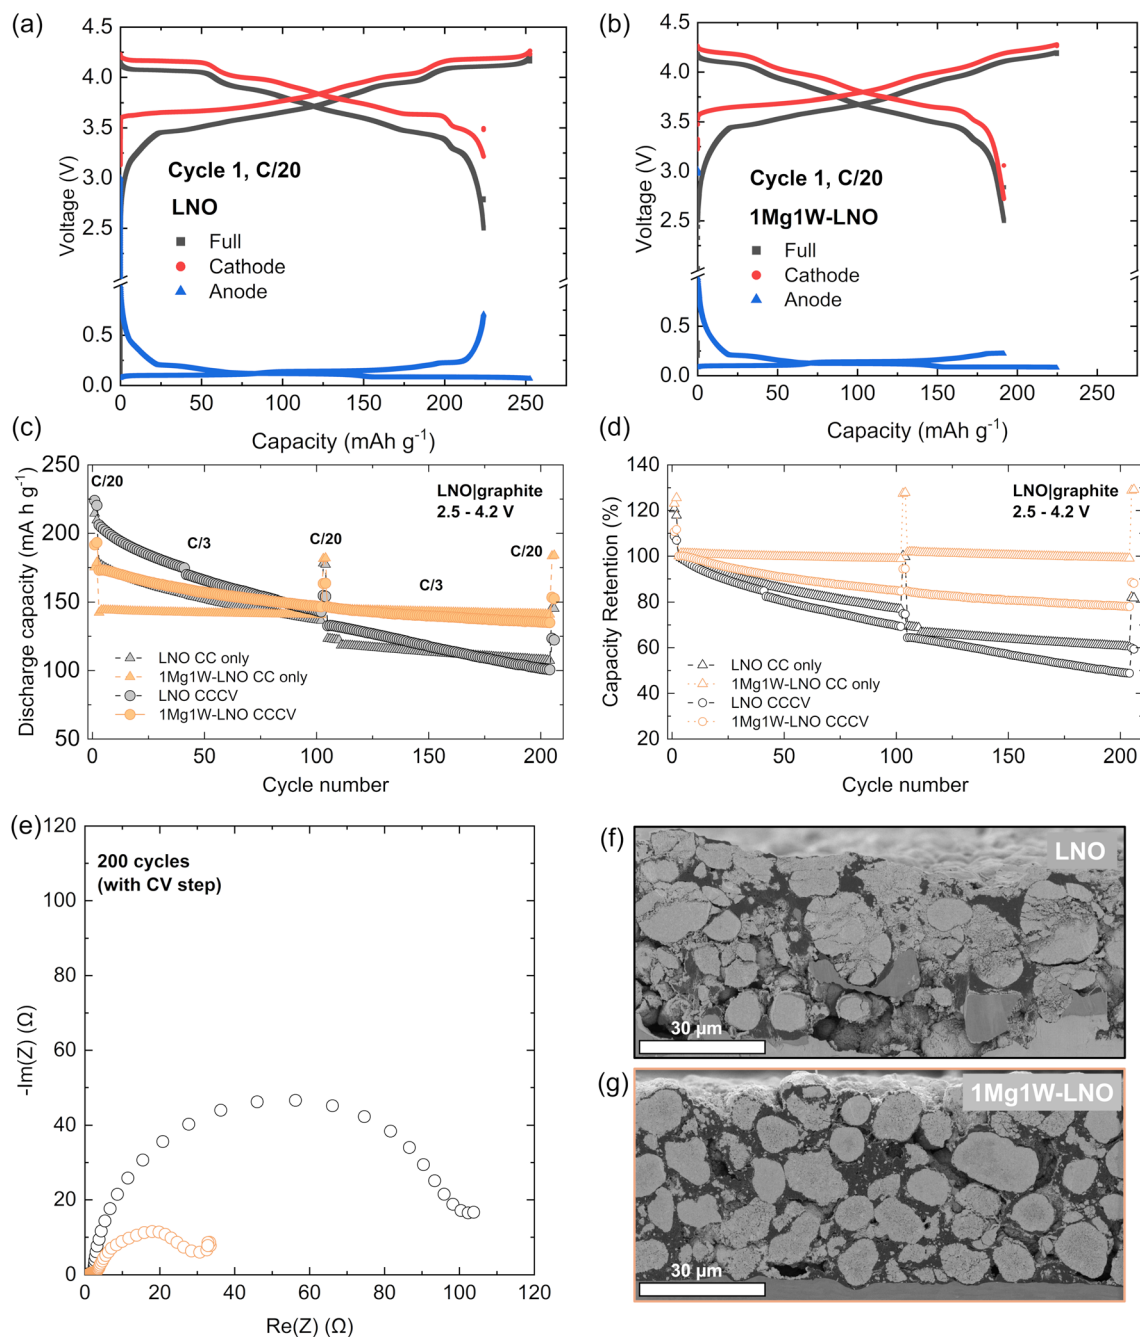 (a)
4.5
4.0
3.5
3.0
2.5
0.5
0.0
Voltage (V)
Cycle 1, C/20
LNO
Full
Cathode
Anode
0 50 100 150 200 250
Capacity (mAh g⁻¹)
(b)
4.5
4.0
3.5
3.0
2.5
0.5
0.0
Voltage (V)
Cycle 1, C/20
1Mg1W-LNO
Full
Cathode
Anode
0 50 100 150 200 250
Capacity (mAh g⁻¹)
(c)
250
200
150
100
50
Discharge capacity (mA h g⁻¹)
C/20
C/3
C/20
C/3
C/20
LNO|graphite
2.5 - 4.2 V
LNO CC only
1Mg1W-LNO CC only
LNO CCCV
1Mg1W-LNO CCCV
0 50 100 150 200
Cycle number
(d)
140
120
100
80
60
40
20
Capacity Retention (%)
LNO|graphite
2.5 - 4.2 V
LNO CC only
1Mg1W-LNO CC only
LNO CCCV
1Mg1W-LNO CCCV
0 50 100 150 200
Cycle number
(e)
120
100
80
60
40
20
0
-Im(Z) (Ω)
200 cycles
(with CV step)
0 20 40 60 80 100 120
Re(Z) (Ω)
(f)
LNO
30 µm
(g)
1Mg1W-LNO
30 µm